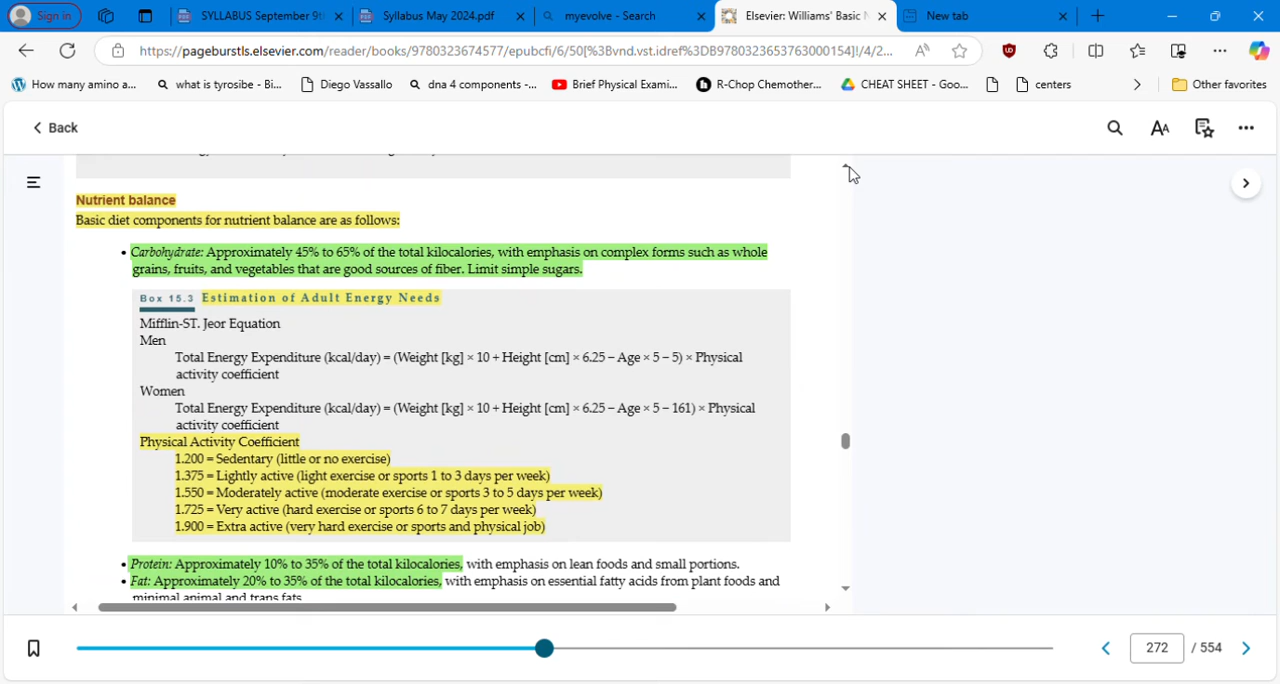 Sign in
SYLLABUS September 9th
Syllabus May 2024.pdf
myevolve - Search
Elsevier: Williams' Basic N
New tab
https://pageburstls.elsevier.com/reader/books/9780323674577/epubcfi/6/50[%3Bvnd.vst.idref%3DB9780323653763000154]!/4/2...
How many amino a...
what is tyrosibe - Bi...
Diego Vassallo
dna 4 components -...
Brief Physical Exami...
R-Chop Chemother...
CHEAT SHEET - Goo...
centers
Other favorites
Back
Nutrient balance
Basic diet components for nutrient balance are as follows:
• Carbohydrate: Approximately 45% to 65% of the total kilocalories, with emphasis on complex forms such as whole
grains, fruits, and vegetables that are good sources of fiber. Limit simple sugars.
Box 15.3 Estimation of Adult Energy Needs
Mifflin-ST. Jeor Equation
Men
Total Energy Expenditure (kcal/day) = (Weight [kg] × 10 + Height [cm] × 6.25 – Age × 5 – 5) × Physical
activity coefficient
Women
Total Energy Expenditure (kcal/day) = (Weight [kg] × 10 + Height [cm] × 6.25 – Age × 5 – 161) × Physical
activity coefficient
Physical Activity Coefficient
1.200 = Sedentary (little or no exercise)
1.375 = Lightly active (light exercise or sports 1 to 3 days per week)
1.550 = Moderately active (moderate exercise or sports 3 to 5 days per week)
1.725 = Very active (hard exercise or sports 6 to 7 days per week)
1.900 = Extra active (very hard exercise or sports and physical job)
• Protein: Approximately 10% to 35% of the total kilocalories, with emphasis on lean foods and small portions.
• Fat: Approximately 20% to 35% of the total kilocalories, with emphasis on essential fatty acids from plant foods and
minimal animal and trans fats.
272 / 554